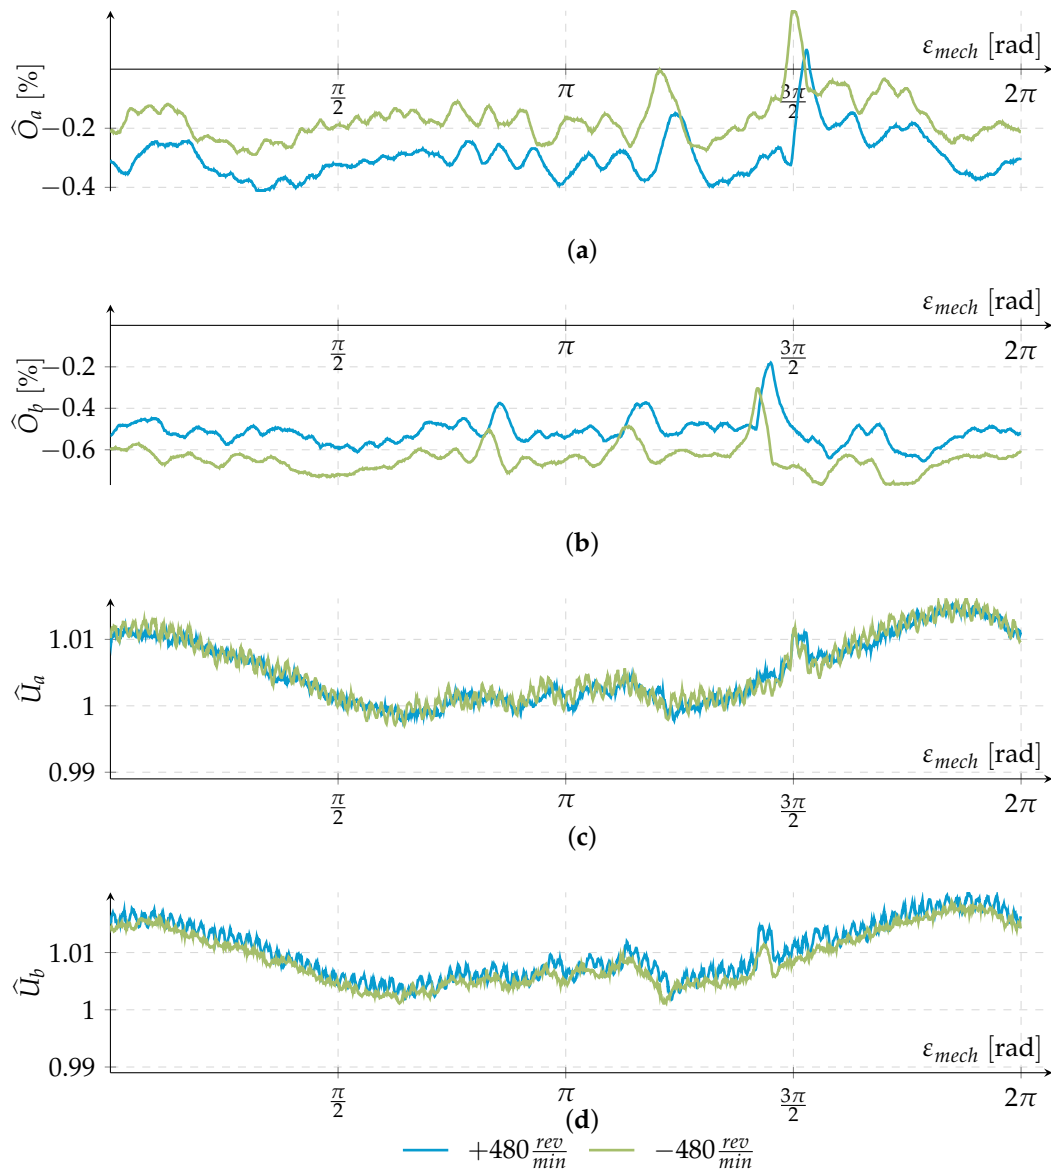 ε_mech [rad]
Ô_a [%]
π/2
π
3π/2
2π
−0.2
−0.4
(a)
ε_mech [rad]
Ô_b [%]
π/2
π
3π/2
2π
−0.2
−0.4
−0.6
(b)
1.01
Û_a
1
0.99
ε_mech [rad]
π/2
π
3π/2
2π
(c)
1.01
Û_b
1
0.99
ε_mech [rad]
π/2
π
3π/2
2π
(d)
+480 rev/min −480 rev/min